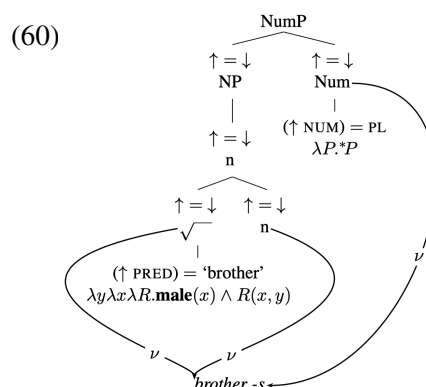 (60)
NumP
↑ = ↓ ↑ = ↓
NP Num
↑ = ↓ (↑ NUM) = PL
n λP.*P
↑ = ↓ ↑ = ↓
√ n
(↑ PRED) = ‘brother’
λyλxλR.male(x) ∧ R(x, y)
ν
ν ν
brother -s